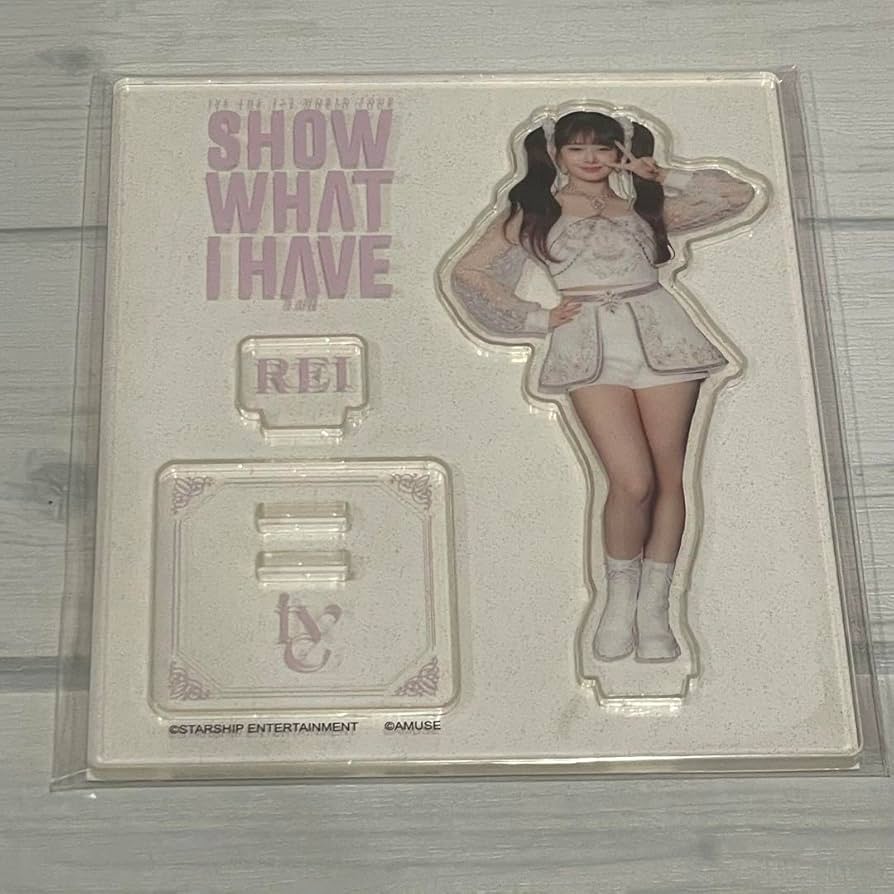 IVE THE 1ST WORLD TOUR
SHOW
WHAT
I HAVE
REI
IVE
©STARSHIP ENTERTAINMENT ©AMUSE